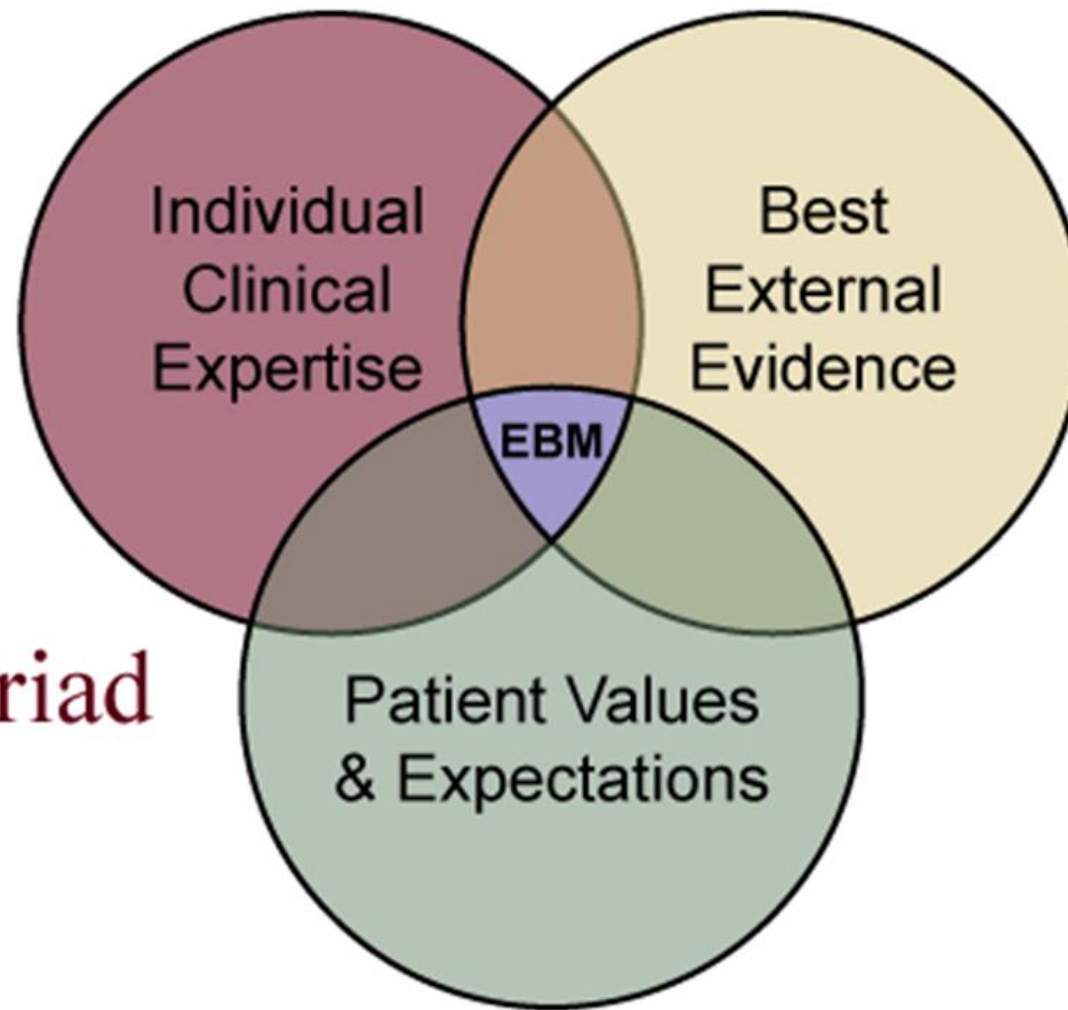 Individual
Clinical
Expertise
Best
External
Evidence
EBM
riad
Patient Values
& Expectations